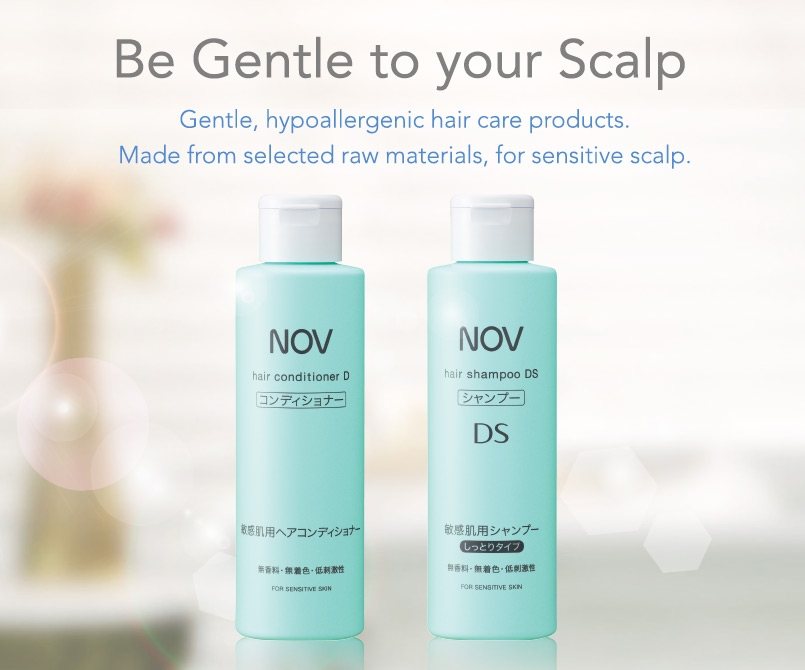 Be Gentle to your Scalp
Gentle, hypoallergenic hair care products.
Made from selected raw materials, for sensitive scalp.
NOV
hair conditioner D
コンディショナー
敏感肌用ヘアコンディショナー
無香料・無着色・低刺激性
FOR SENSITIVE SKIN
NOV
hair shampoo DS
シャンプー
DS
敏感肌用シャンプー
しっとりタイプ
無香料・無着色・低刺激性
FOR SENSITIVE SKIN